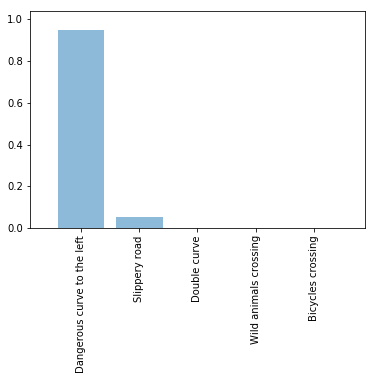 1.0
0.8
0.6
0.4
0.2
0.0
Dangerous curve to the left
Slippery road
Double curve
Wild animals crossing
Bicycles crossing